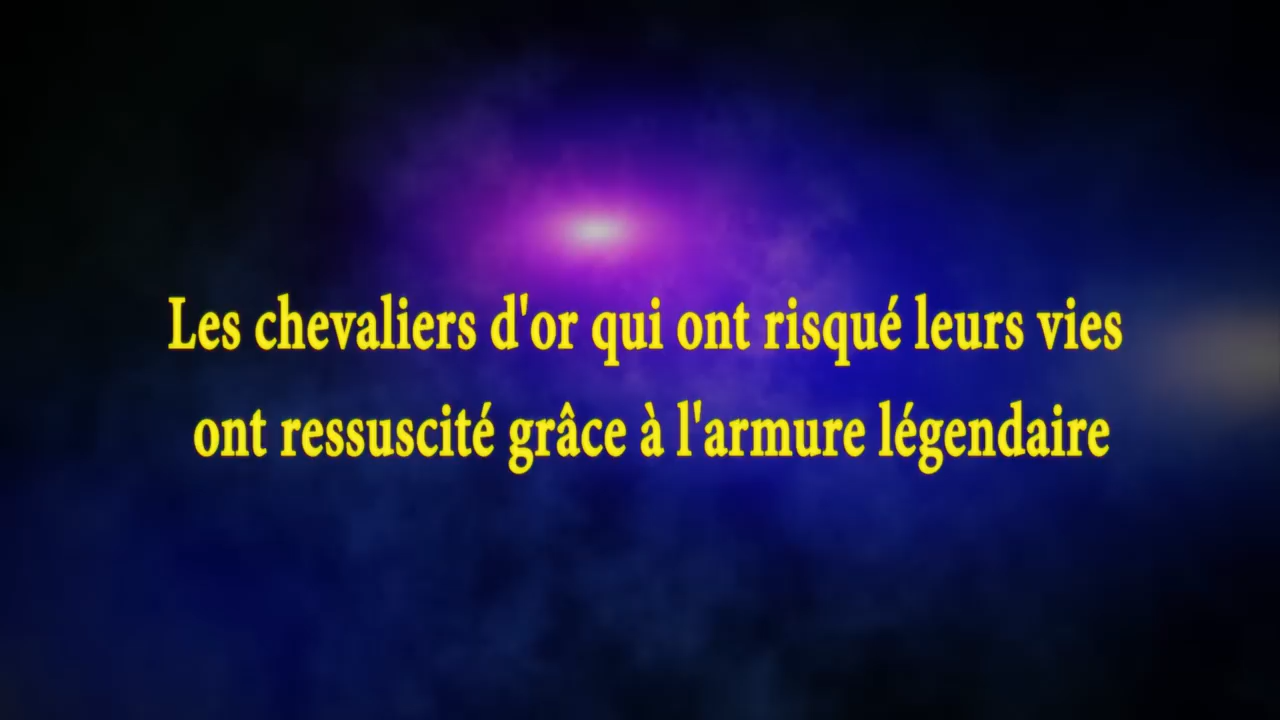 Les chevaliers d'or qui ont risqué leurs vies
ont ressuscité grâce à l'armure légendaire